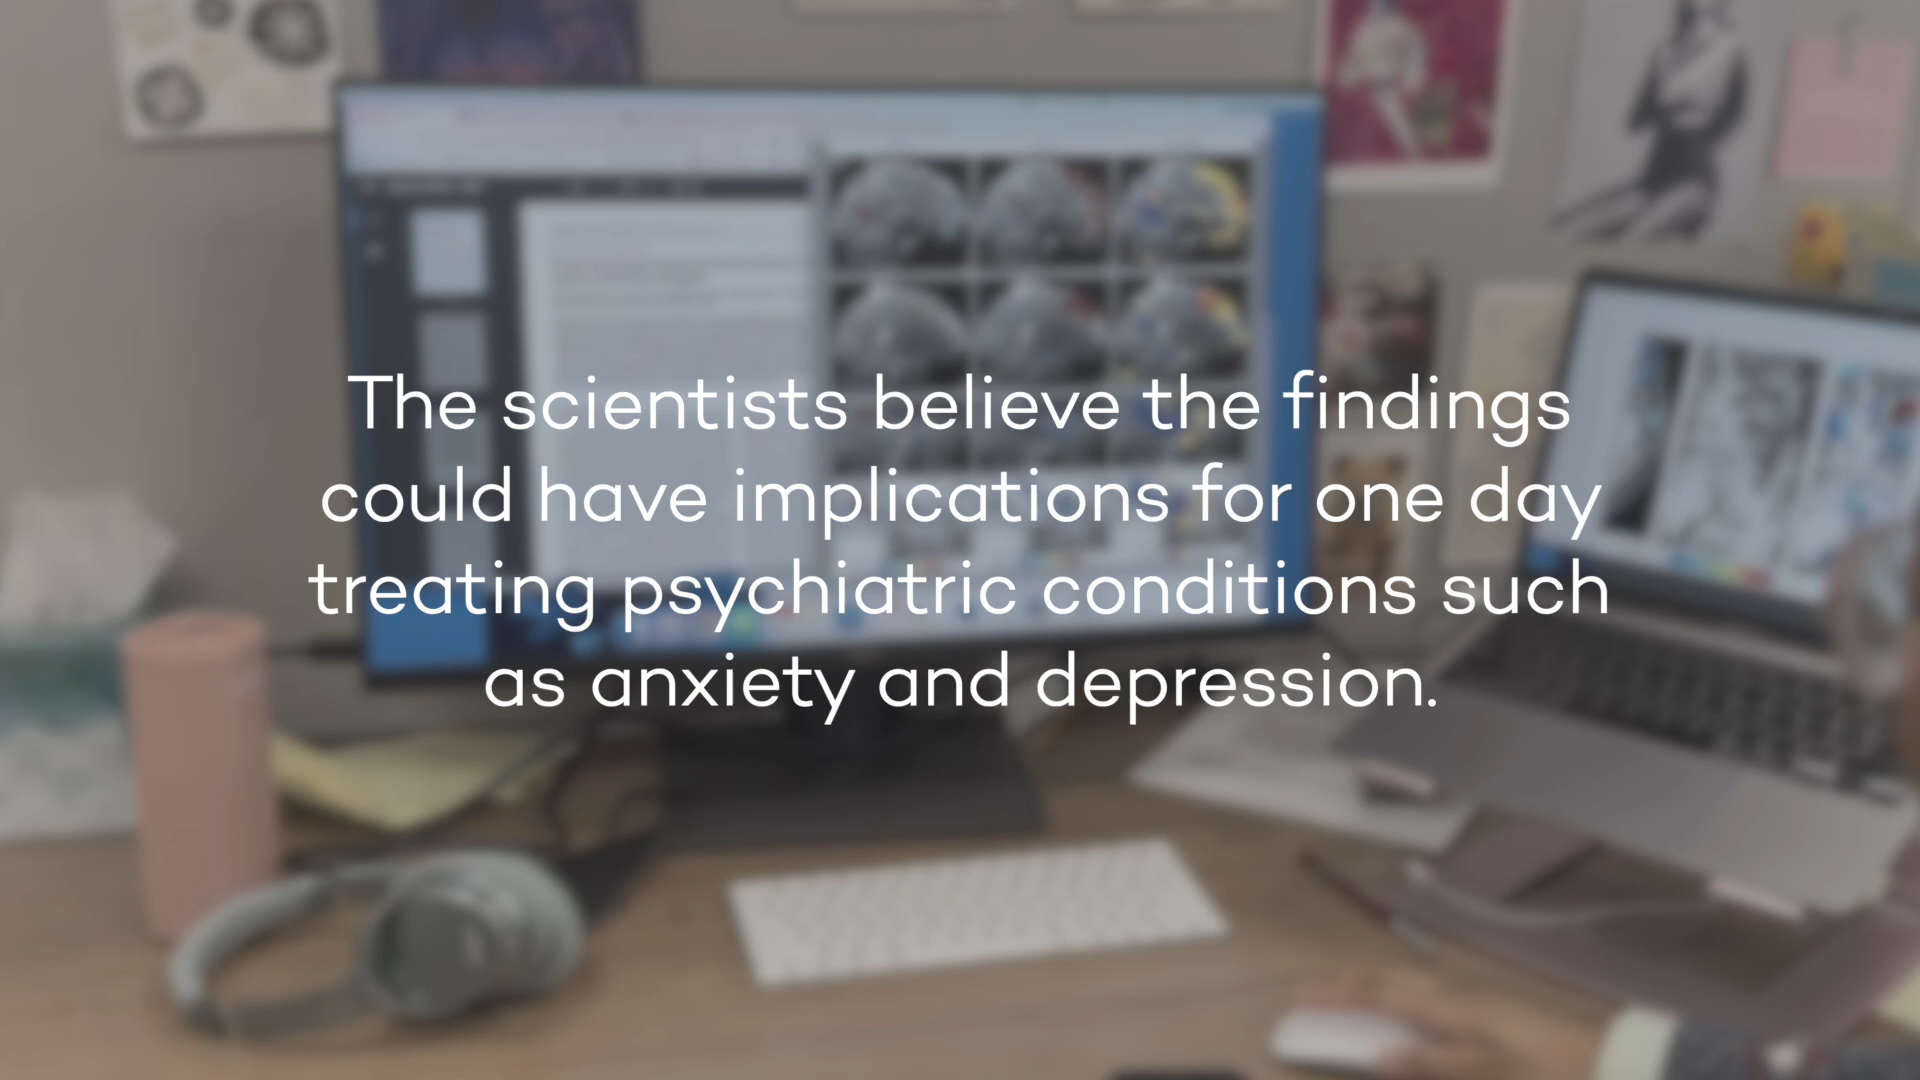 The scientists believe the findings
could have implications for one day
treating psychiatric conditions such
as anxiety and depression.